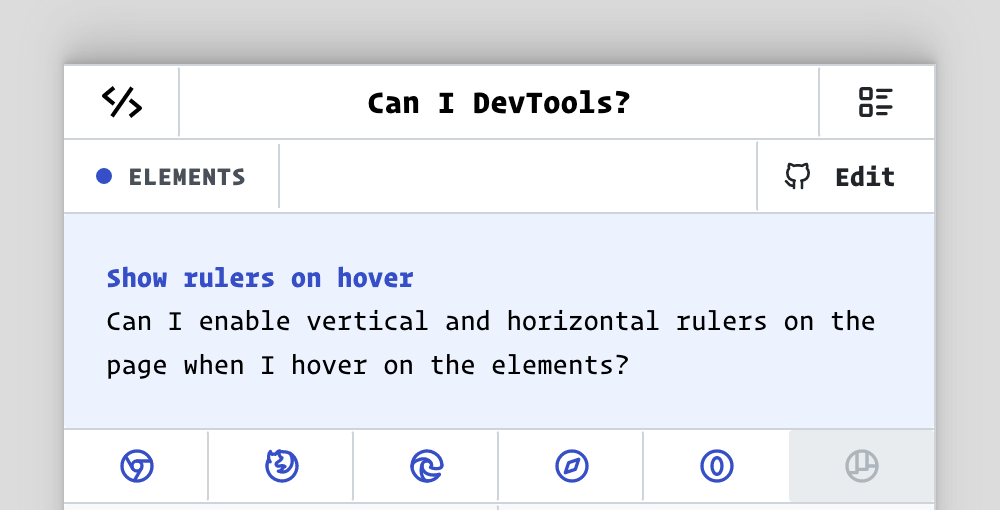 Can I DevTools?
ELEMENTS
Edit
Show rulers on hover
Can I enable vertical and horizontal rulers on the
page when I hover on the elements?